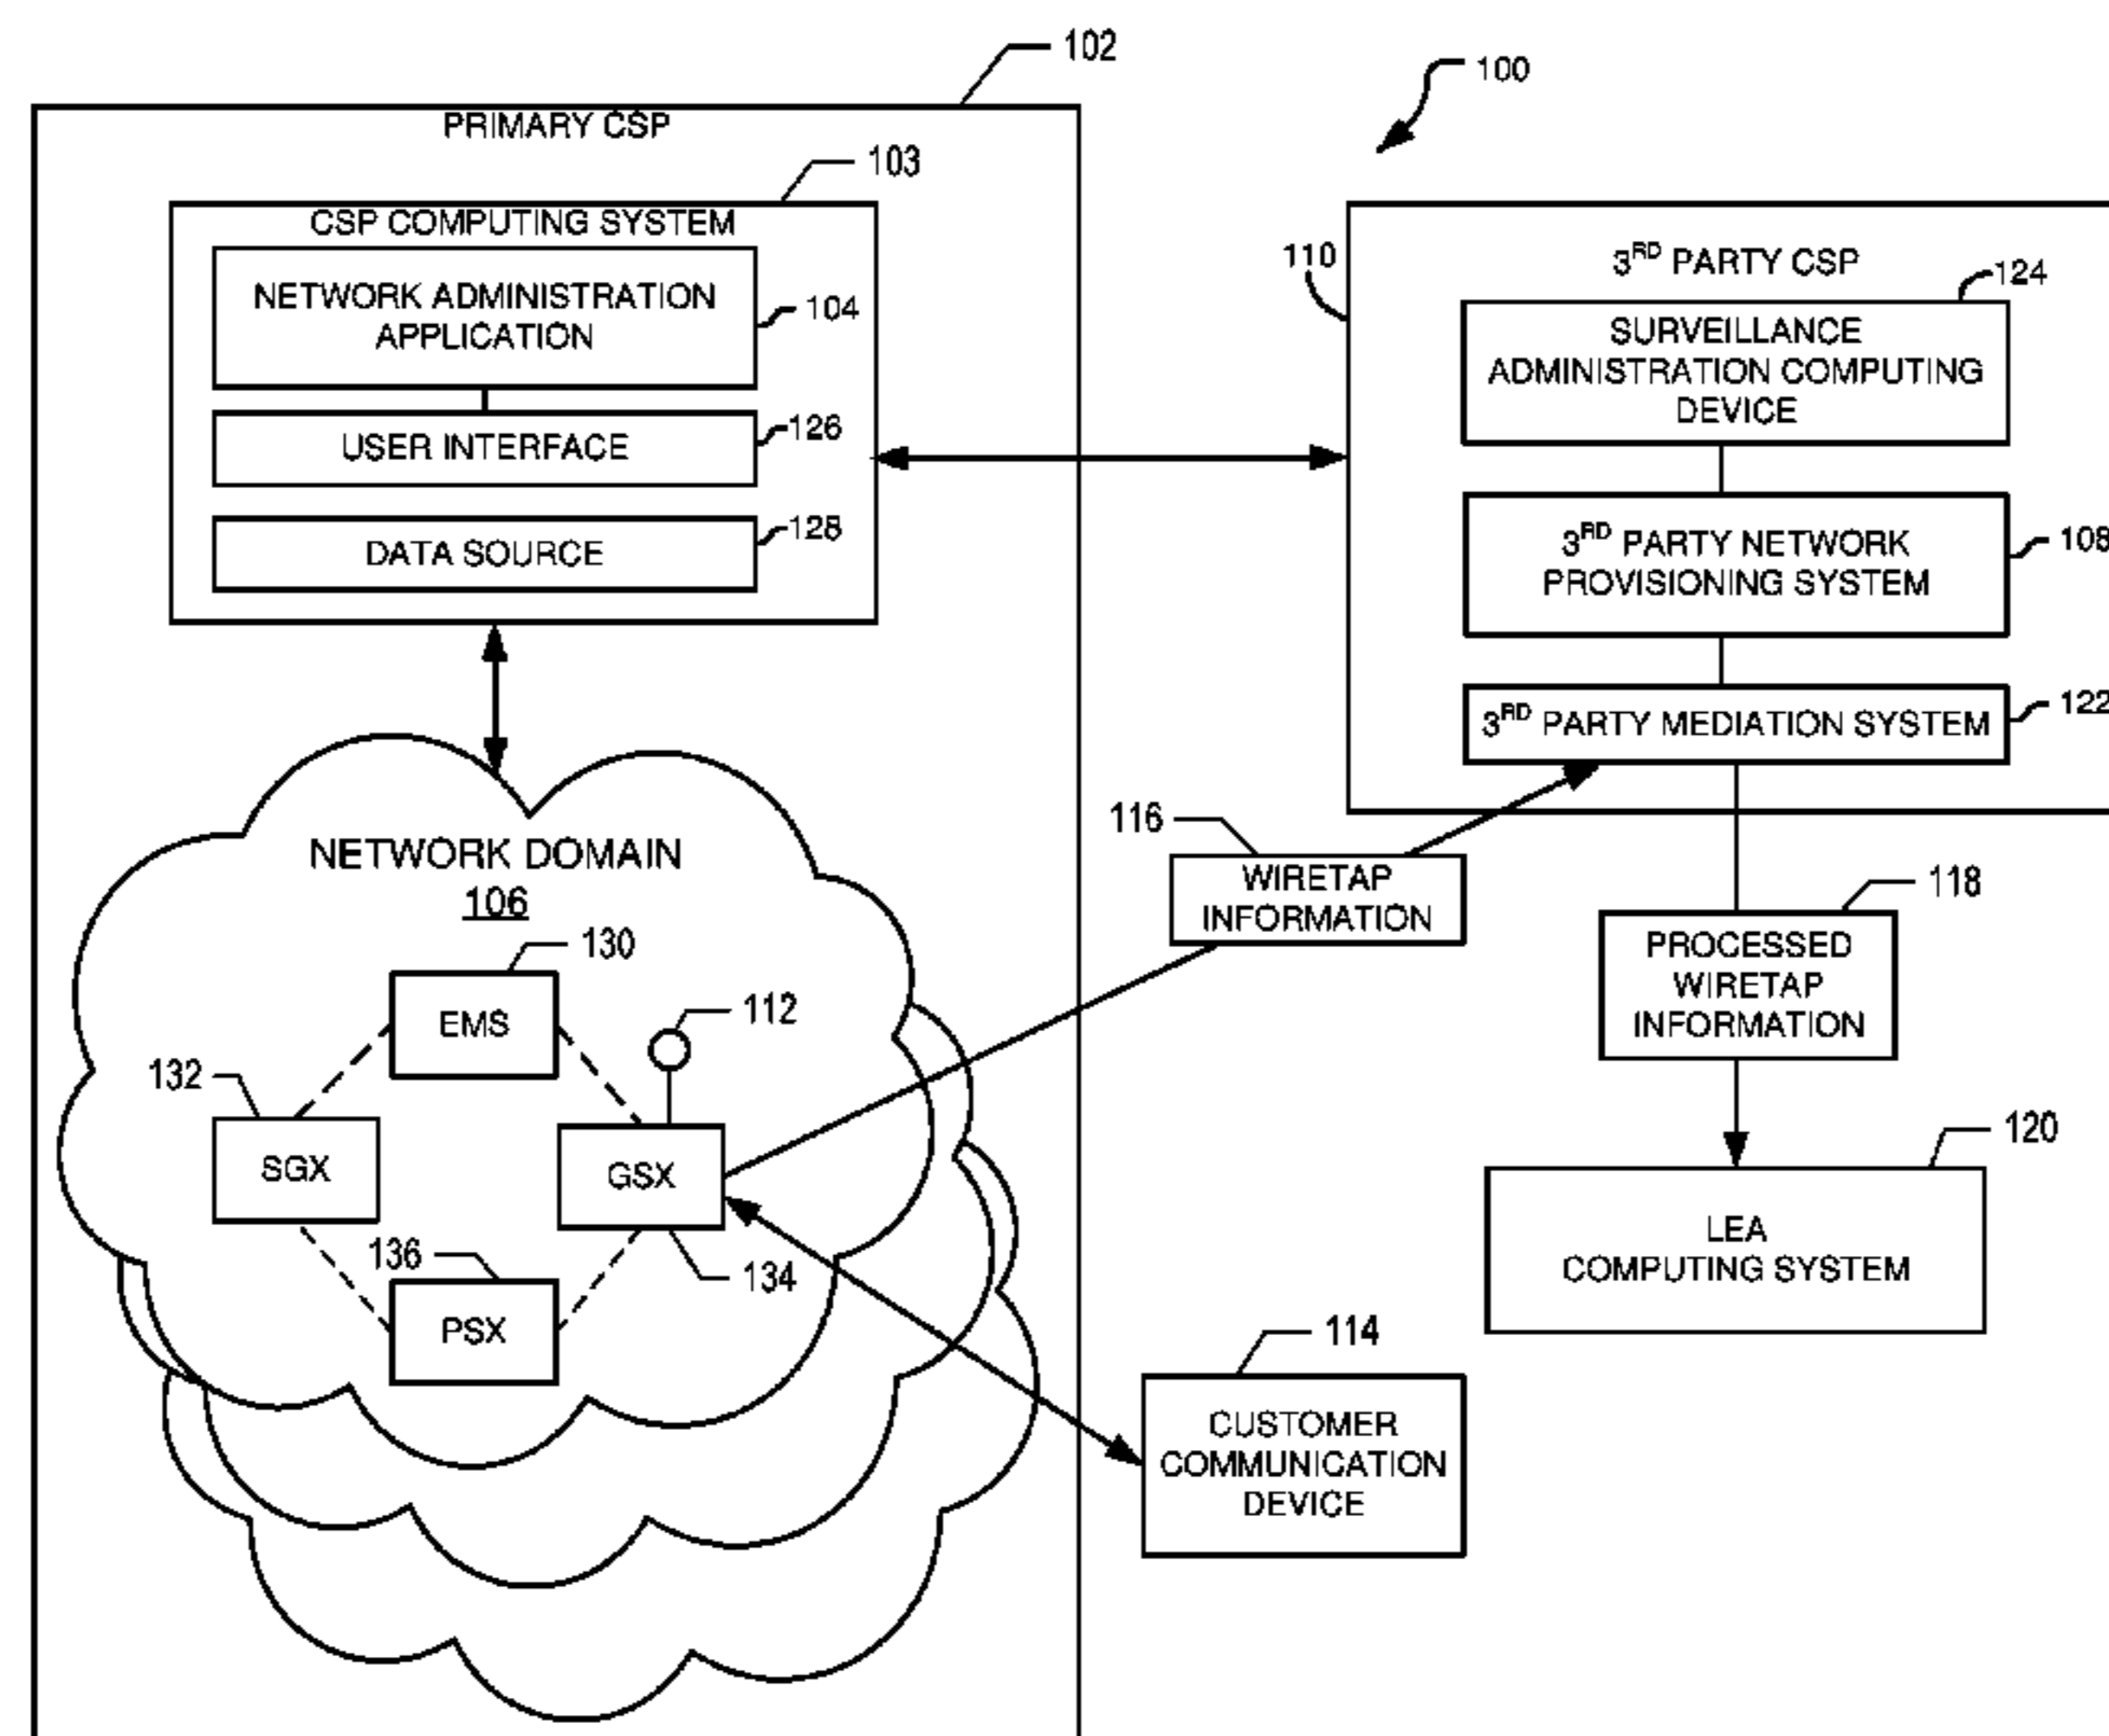 102
100
PRIMARY CSP
103
CSP COMPUTING SYSTEM
NETWORK ADMINISTRATION
APPLICATION
104
USER INTERFACE
126
DATA SOURCE
128
110
3RD PARTY CSP
124
SURVEILLANCE
ADMINISTRATION COMPUTING
DEVICE
3RD PARTY NETWORK
PROVISIONING SYSTEM
108
3RD PARTY MEDIATION SYSTEM
122
NETWORK DOMAIN
106
130
EMS
112
132
SGX
GSX
134
136
PSX
116
WIRETAP
INFORMATION
118
PROCESSED
WIRETAP
INFORMATION
120
LEA
COMPUTING SYSTEM
114
CUSTOMER
COMMUNICATION
DEVICE